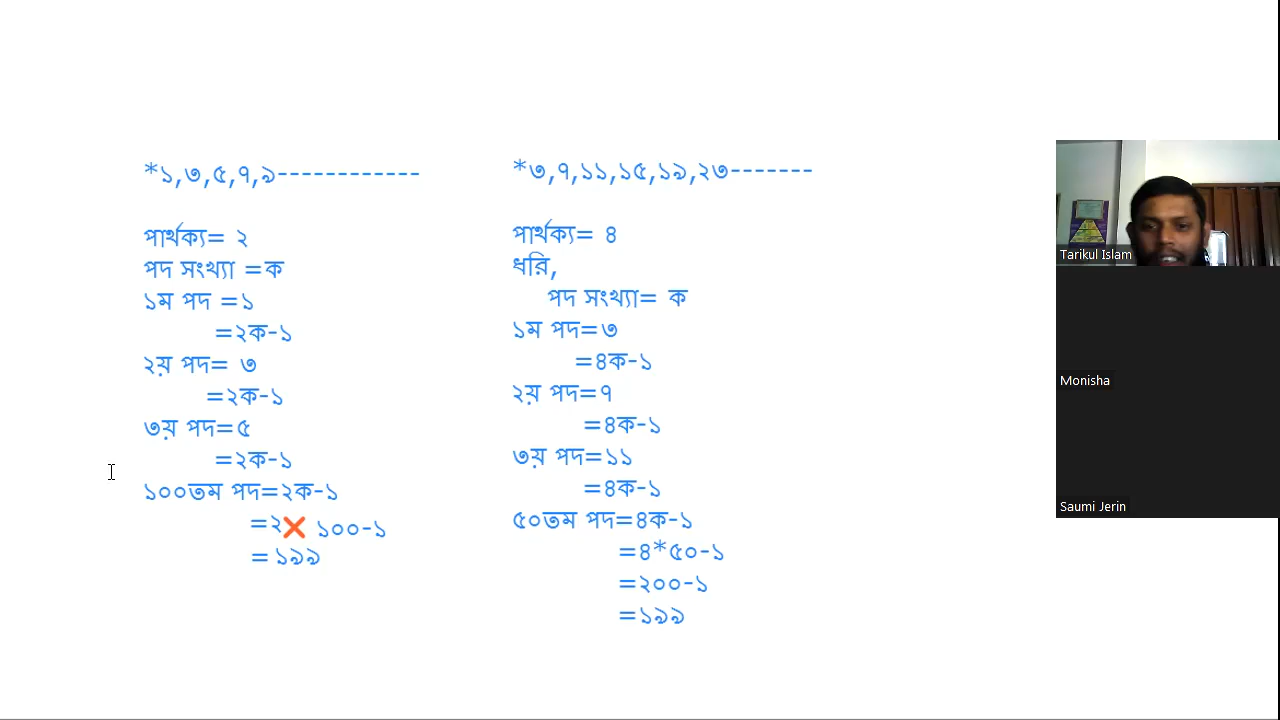 *১,৩,৫,৭,৯------------
পার্থক্য= ২
পদ সংখ্যা =ক
১ম পদ =১
=২ক-১
২য় পদ= ৩
=২ক-১
৩য় পদ=৫
=২ক-১
১০০তম পদ=২ক-১
=২❌ ১০০-১
= ১৯৯
*৩,৭,১১,১৫,১৯,২৩-------
পার্থক্য= ৪
ধরি,
পদ সংখ্যা= ক
১ম পদ=৩
=৪ক-১
২য় পদ=৭
=৪ক-১
৩য় পদ=১১
=৪ক-১
৫০তম পদ=৪ক-১
=৪*৫০-১
=২০০-১
=১৯৯
Tarikul Islam
Monisha
Saumi Jerin